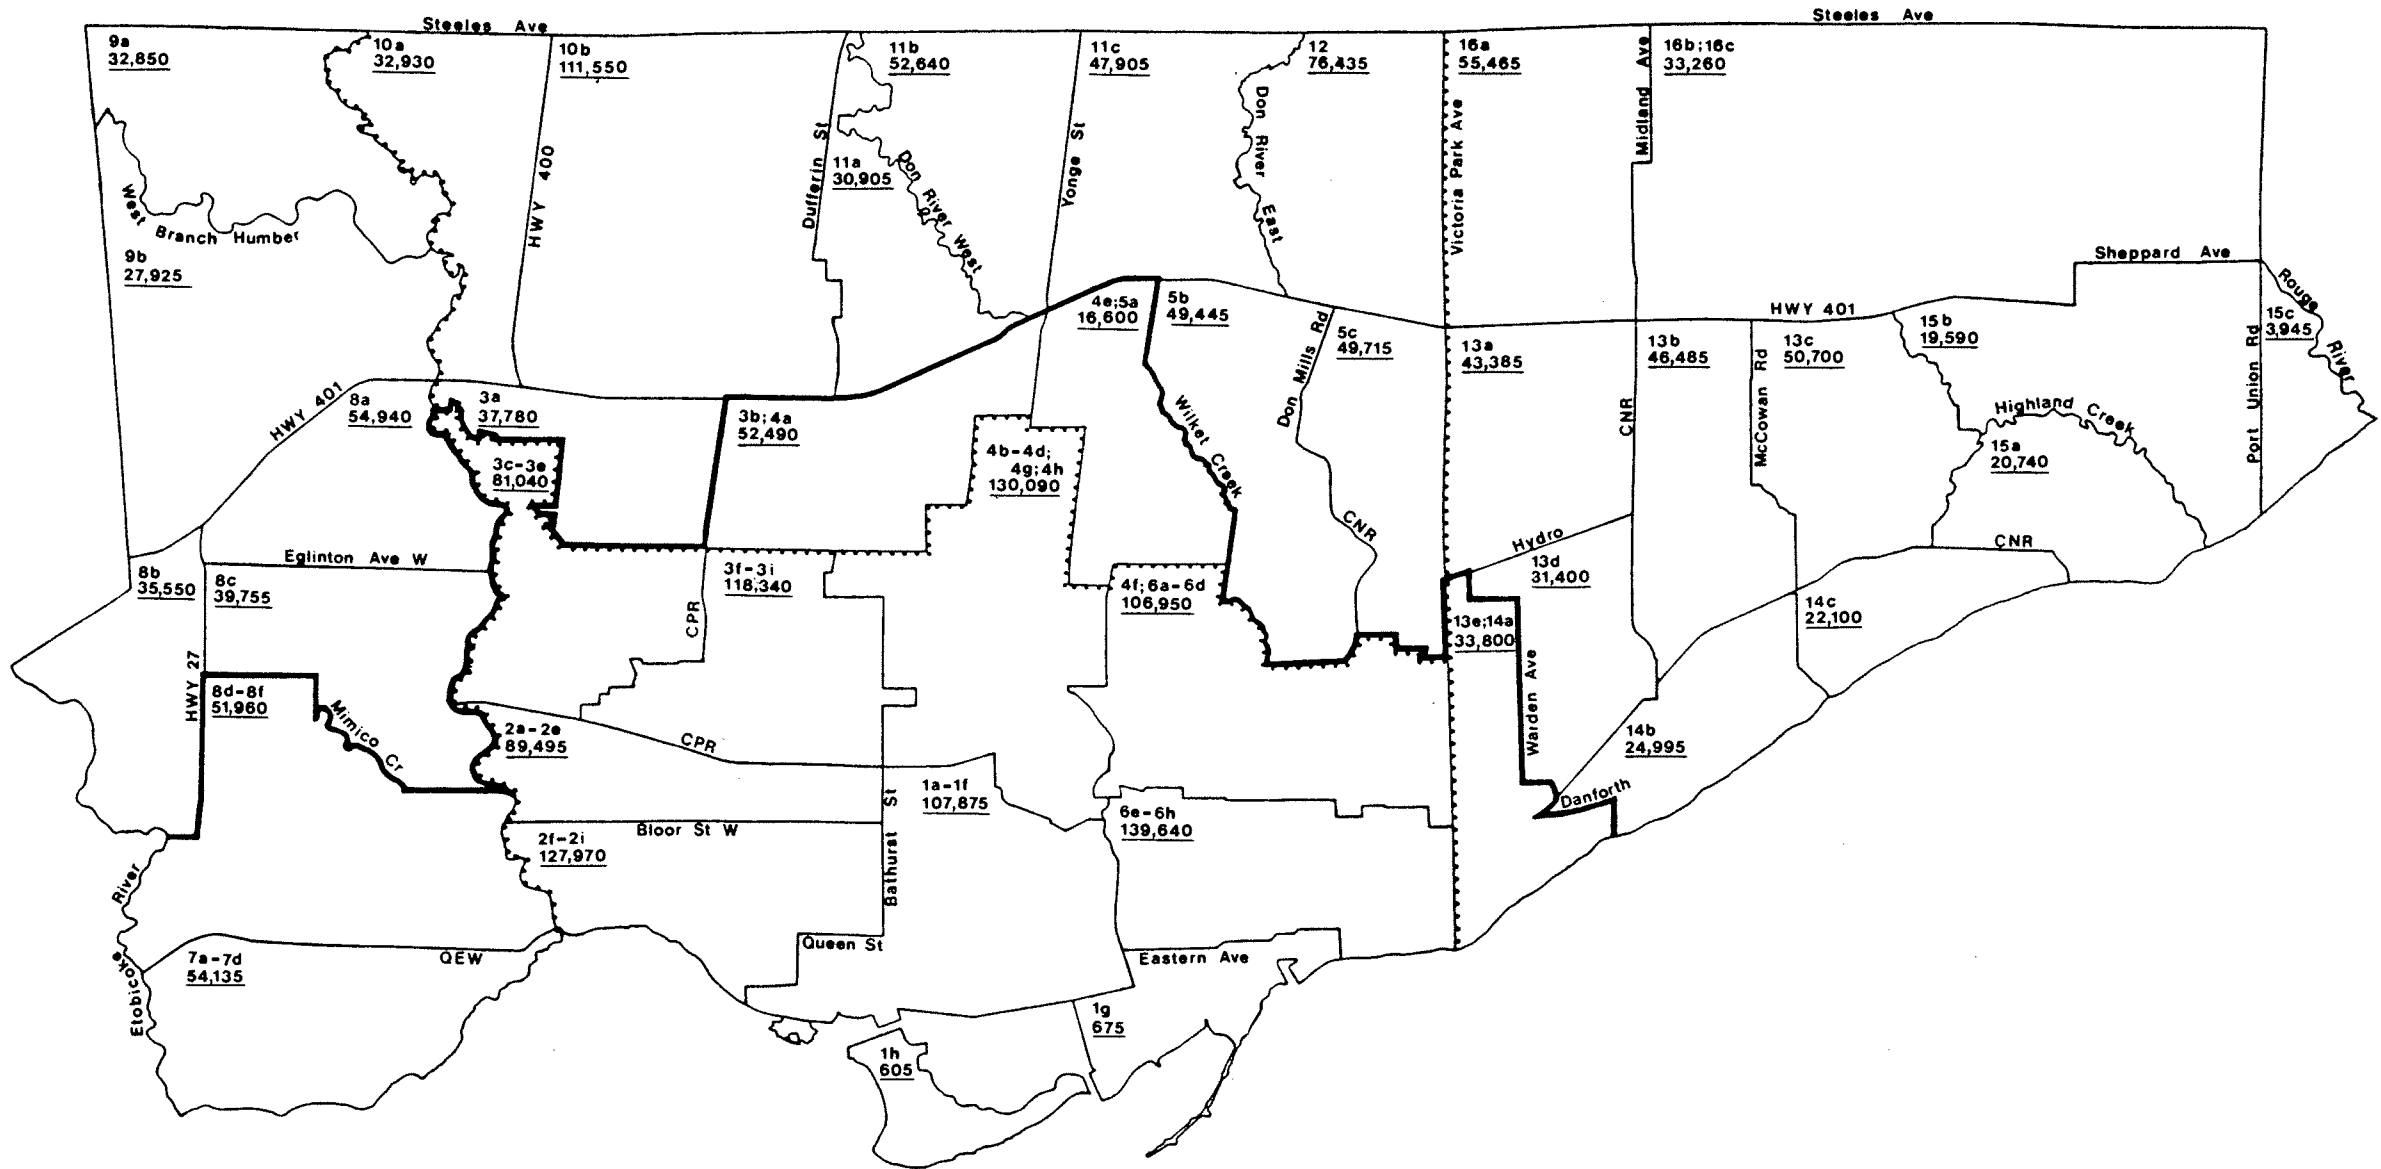 Steeles Ave
Steeles Ave
9a
32,850
10a
32,930
10b
111,550
11b
52,640
11c
47,905
12
76,435
16a
55,465
16b;16c
33,260
Midland Ave
Victoria Park Ave
Don River East
Yonge St
Dufferin St
11a
30,905
Don River West
HWY 400
West Branch Humber
9b
27,925
Sheppard Ave
Rouge River
HWY 401
HWY 401
8a
54,940
3a
37,780
3b;4a
52,490
4e;5a
16,600
5b
49,445
Don Mills Rd
5c
49,715
13a
43,385
13b
46,485
McCowan Rd
13c
50,700
15b
19,590
15c
3,945
Port Union Rd
Wilket Creek
CNR
CNR
Highland Creek
15a
20,740
3c-3e
81,040
4b-4d;
4g;4h
130,090
Hydro
CNR
Eglinton Ave W
8b
35,550
8c
39,755
3f-3i
118,340
CPR
4f;6a-6d
106,950
13d
31,400
13e;14a
33,800
14c
22,100
HWY 27
8d-8f
51,960
Mimico Cr
2a-2e
89,495
CPR
Warden Ave
14b
24,995
Danforth
1a-1f
107,875
6e-6h
139,640
Bloor St W
Bathurst St
2f-2i
127,970
Etobicoke River
Queen St
QEW
7a-7d
54,135
Eastern Ave
1g
675
1h
605